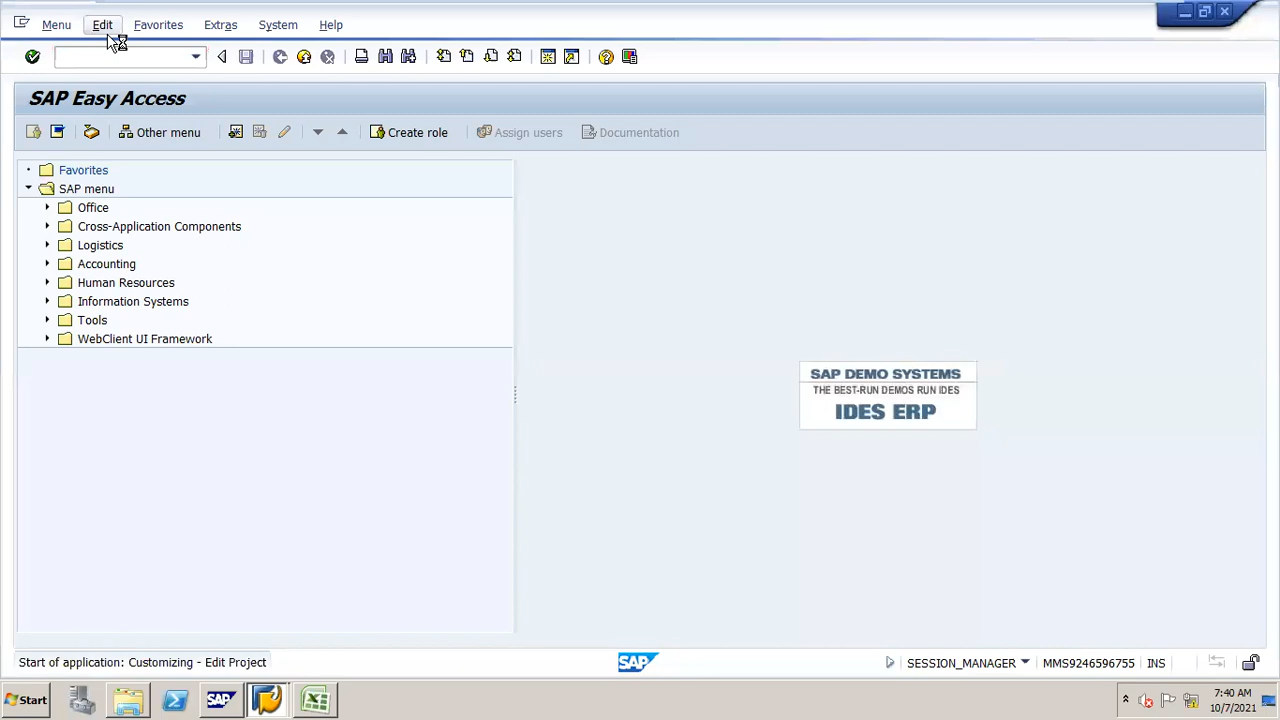 Menu Edit Favorites Extras System Help
SAP Easy Access
Other menu Create role Assign users Documentation
Favorites
SAP menu
Office
Cross-Application Components
Logistics
Accounting
Human Resources
Information Systems
Tools
WebClient UI Framework
SAP DEMO SYSTEMS
THE BEST-RUN DEMOS RUN IDES
IDES ERP
Start of application: Customizing - Edit Project SAP SESSION_MANAGER MMS9246596755 INS
Start SAP 7:40 AM
10/7/2021